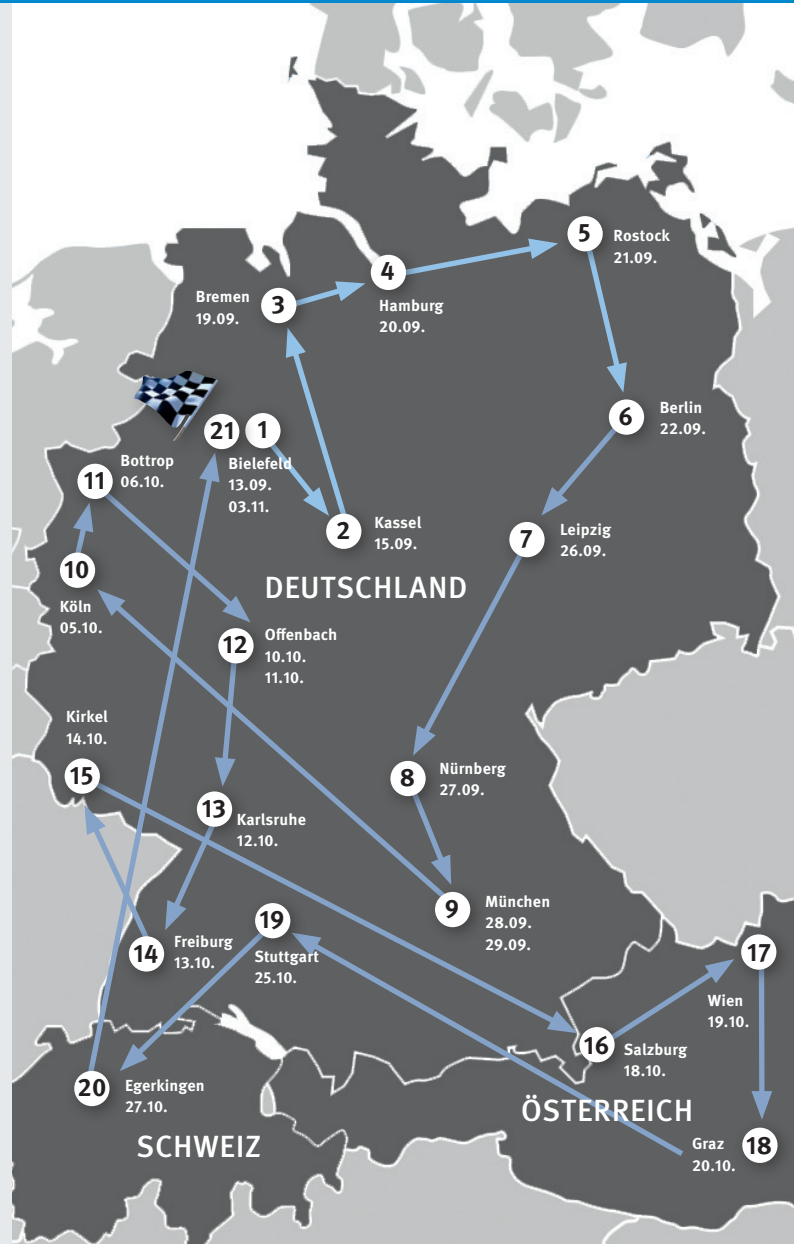 5
Rostock
21.09.
4
Hamburg
20.09.
Bremen
19.09.
3
6
Berlin
22.09.
21
1
Bielefeld
13.09.
03.11.
Bottrop
06.10.
11
2
Kassel
15.09.
7
Leipzig
26.09.
10
Köln
05.10.
DEUTSCHLAND
12
Offenbach
10.10.
11.10.
Kirkel
14.10.
15
8
Nürnberg
27.09.
13
Karlsruhe
12.10.
9
München
28.09.
29.09.
19
Stuttgart
25.10.
14
Freiburg
13.10.
17
Wien
19.10.
16
Salzburg
18.10.
20
Egerkingen
27.10.
ÖSTERREICH
SCHWEIZ
Graz
20.10.
18